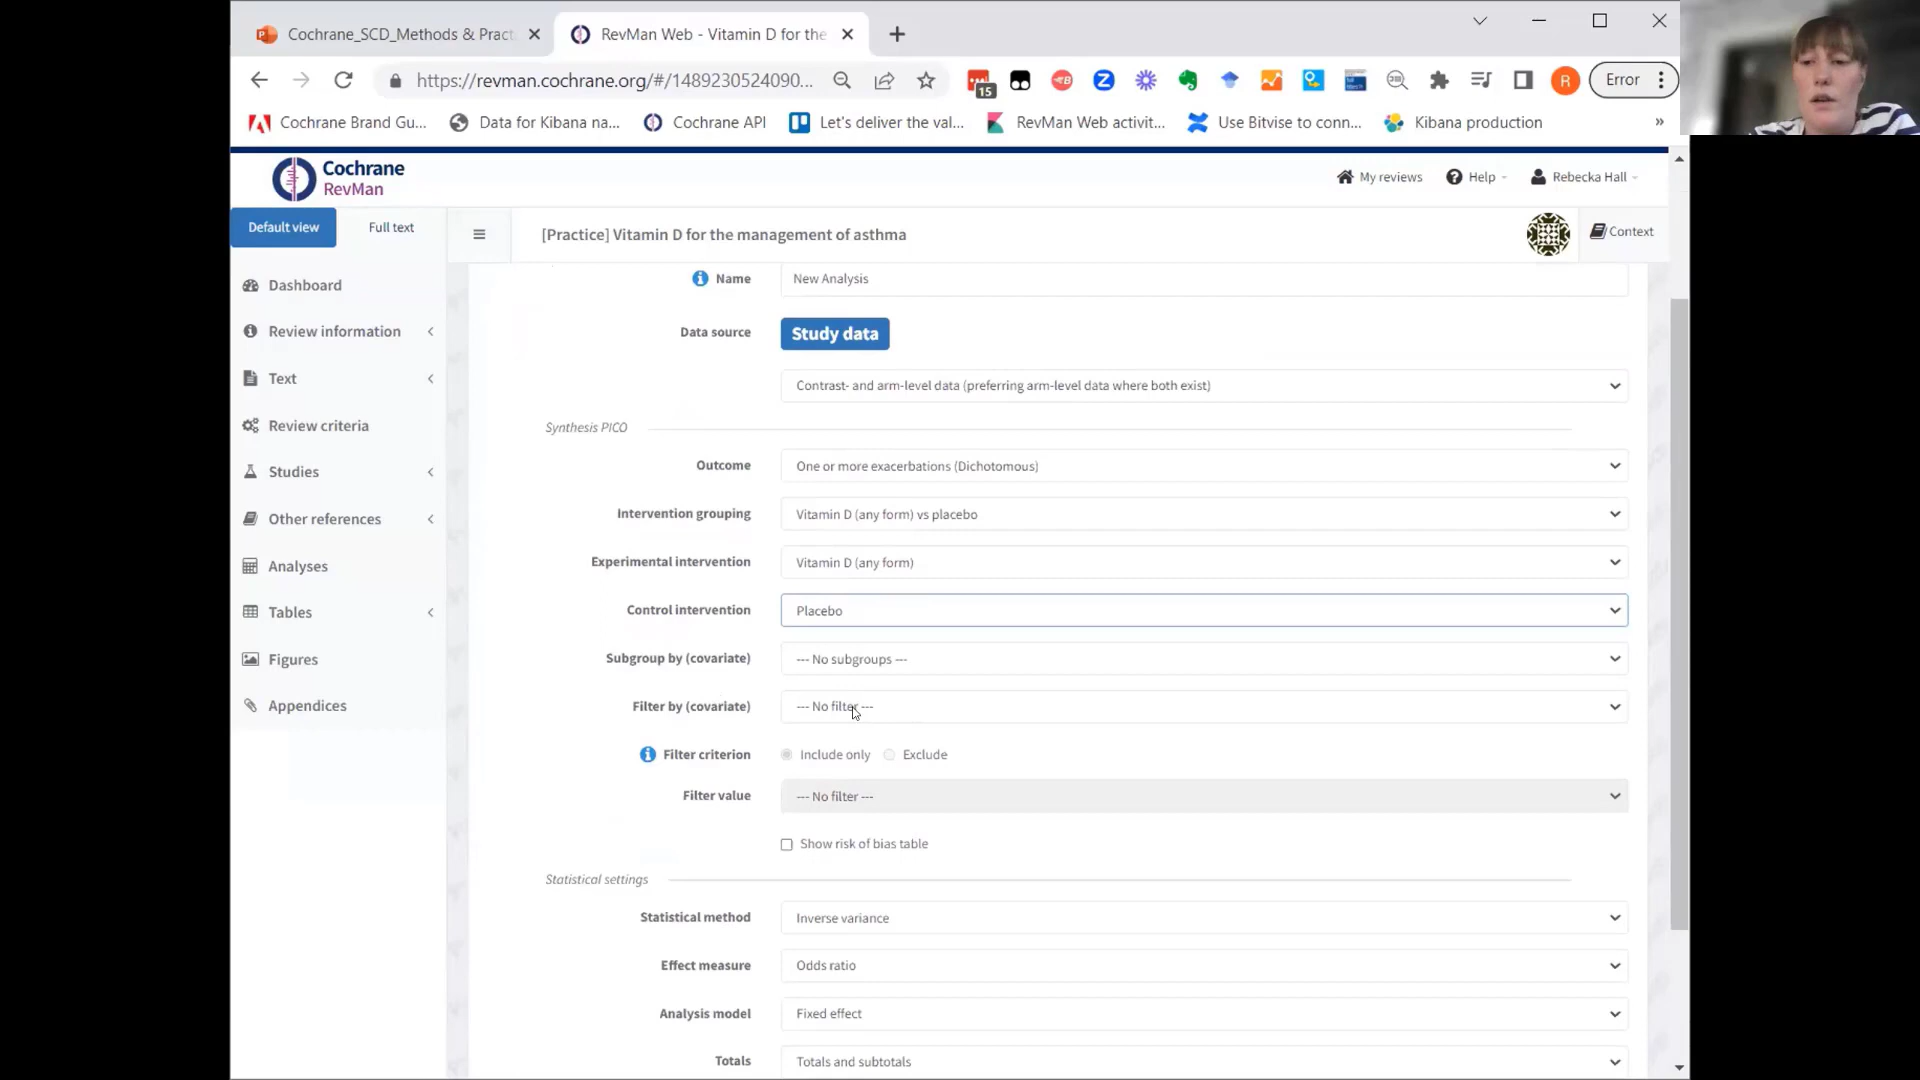 Cochrane_SCD_Methods & Pract
RevMan Web - Vitamin D for the
https://revman.cochrane.org/#/1489230524090...
15
R
Error
Cochrane Brand Gu...
Data for Kibana na...
Cochrane API
Let's deliver the val...
RevMan Web activit...
Use Bitvise to conn...
Kibana production
»
Cochrane
RevMan
My reviews
Help
Rebecka Hall
Default view
Full text
[Practice] Vitamin D for the management of asthma
Context
Dashboard
Review information
Text
Review criteria
Studies
Other references
Analyses
Tables
Figures
Appendices
Name New Analysis
Data source Study data
Contrast- and arm-level data (preferring arm-level data where both exist)
Synthesis PICO
Outcome One or more exacerbations (Dichotomous)
Intervention grouping Vitamin D (any form) vs placebo
Experimental intervention Vitamin D (any form)
Control intervention Placebo
Subgroup by (covariate) --- No subgroups ---
Filter by (covariate) --- No filter ---
Filter criterion Include only Exclude
Filter value --- No filter ---
Show risk of bias table
Statistical settings
Statistical method Inverse variance
Effect measure Odds ratio
Analysis model Fixed effect
Totals Totals and subtotals